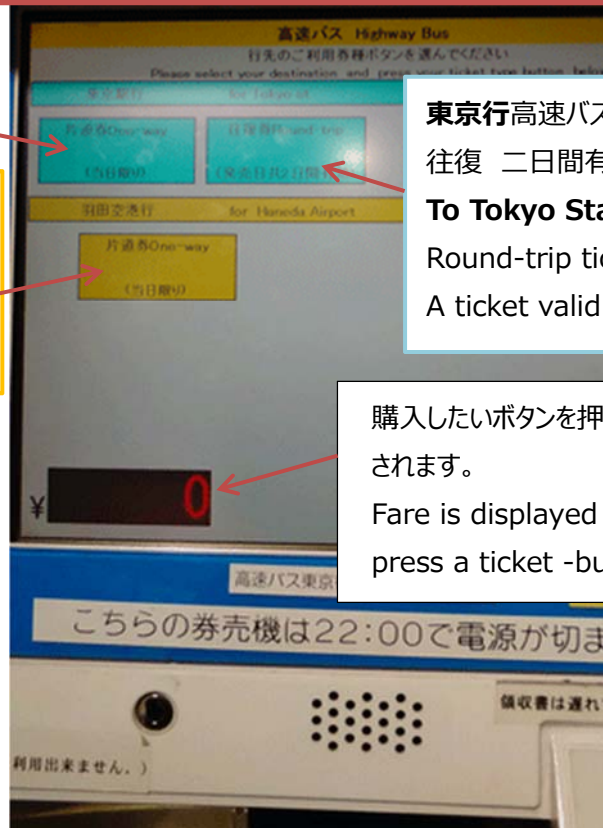 高速バス Highway Bus
行先のご利用券種ボタンを選んでください
Please select your destination and press your ticket type button below
東京駅行 for Tokyo st
片道券One-way
(当日限り)
往復券Round-trip
(発売日共2日間
羽田空港行 for Haneda Airport
片道券One-way
(当日限り)
東京行高速バス
往復 二日間有
To Tokyo Sta
Round-trip tic
A ticket valid
購入したいボタンを押
されます。
Fare is displayed
press a ticket -bu
¥ 0
高速バス東京
こちらの券売機は22:00で電源が切ま
領収書は遅れ
利用出来ません。)